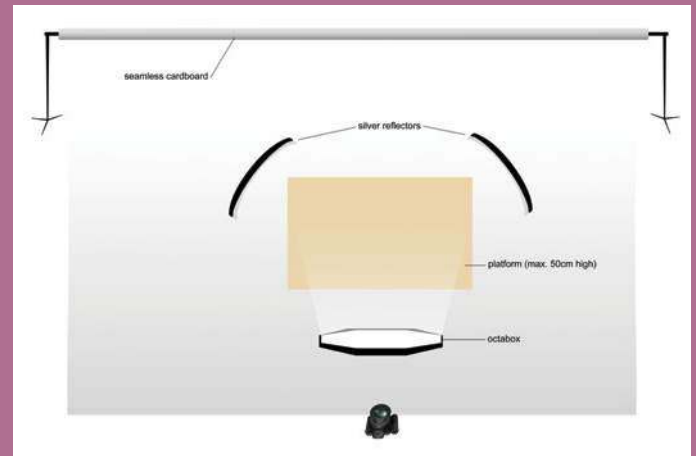 seamless cardboard
silver reflectors
platform (max. 50cm high)
octabox